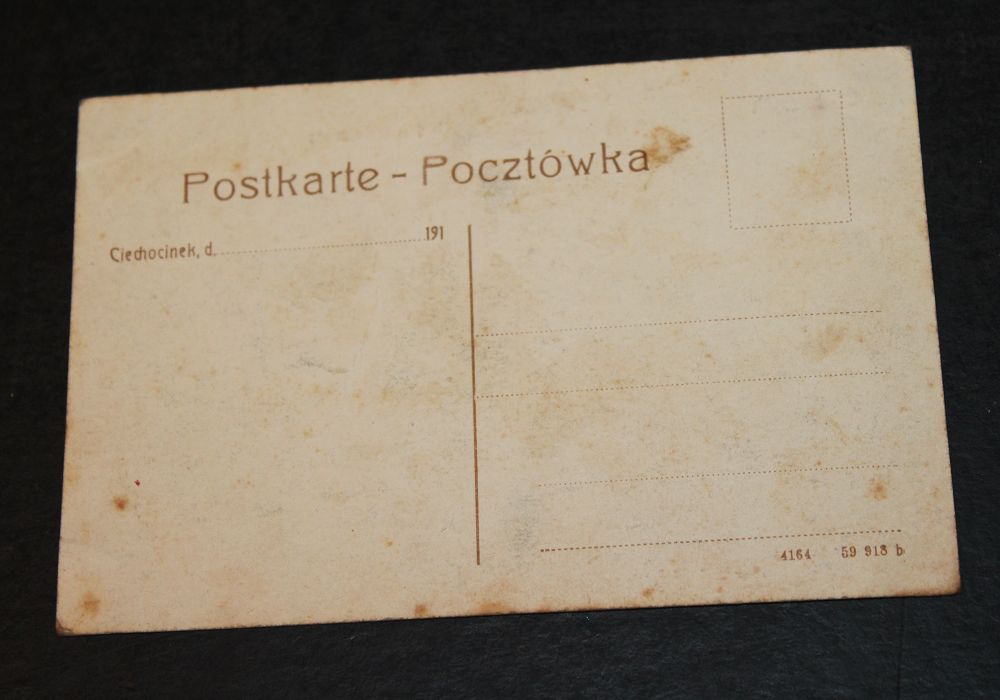 Postkarte - Pocztówka
Ciechocinek, d. 191
4164 59 918 b